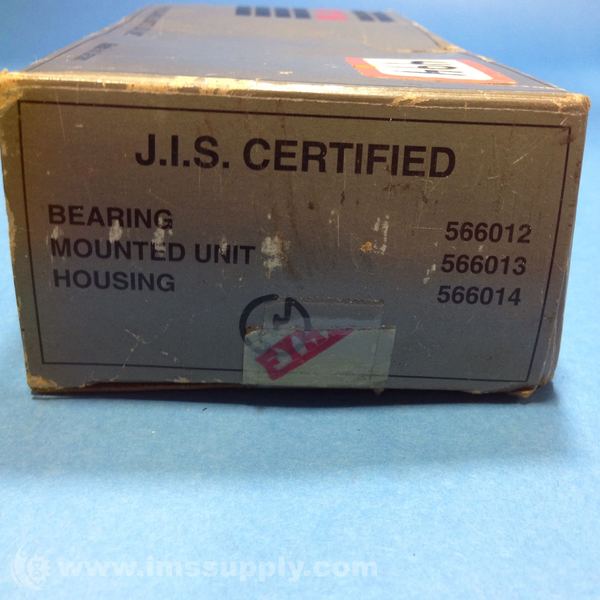 J.I.S. CERTIFIED
BEARING 566012
MOUNTED UNIT 566013
HOUSING 566014
www.imssupply.com